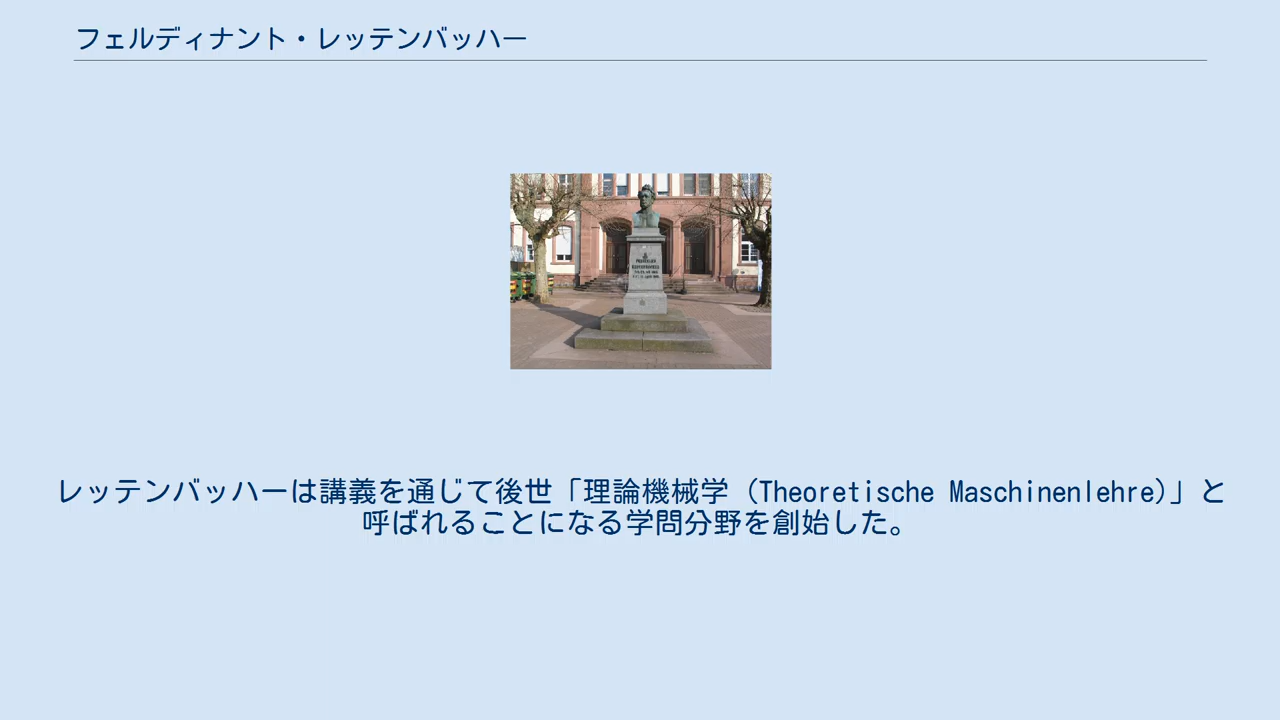 フェルディナント・レッテンバッハー
レッテンバッハーは講義を通じて後世「理論機械学 (Theoretische Maschinenlehre)」と
呼ばれることになる学問分野を創始した。